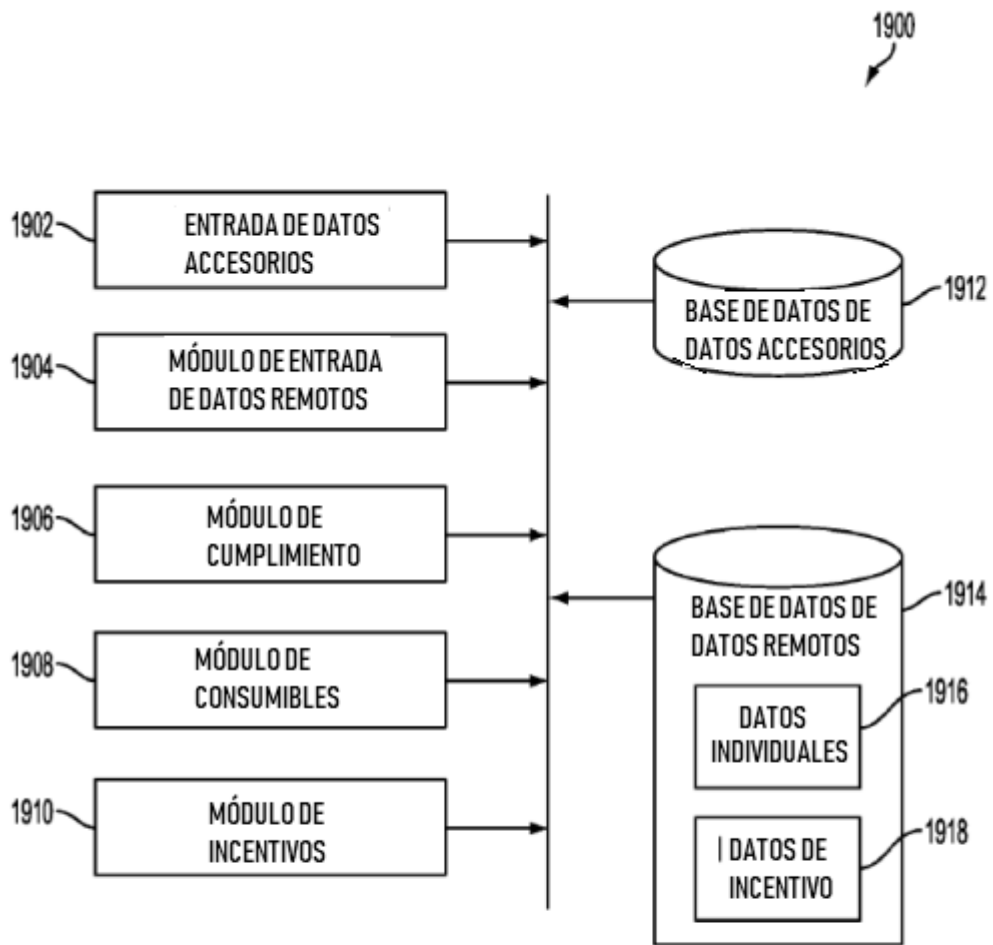 1900
1902
ENTRADA DE DATOS
ACCESORIOS
1904
MÓDULO DE ENTRADA
DE DATOS REMOTOS
1906
MÓDULO DE
CUMPLIMIENTO
1908
MÓDULO DE
CONSUMIBLES
1910
MÓDULO DE
INCENTIVOS
BASE DE DATOS DE
DATOS ACCESORIOS
1912
BASE DE DATOS DE
DATOS REMOTOS
1914
DATOS
INDIVIDUALES
1916
DATOS DE
INCENTIVO
1918